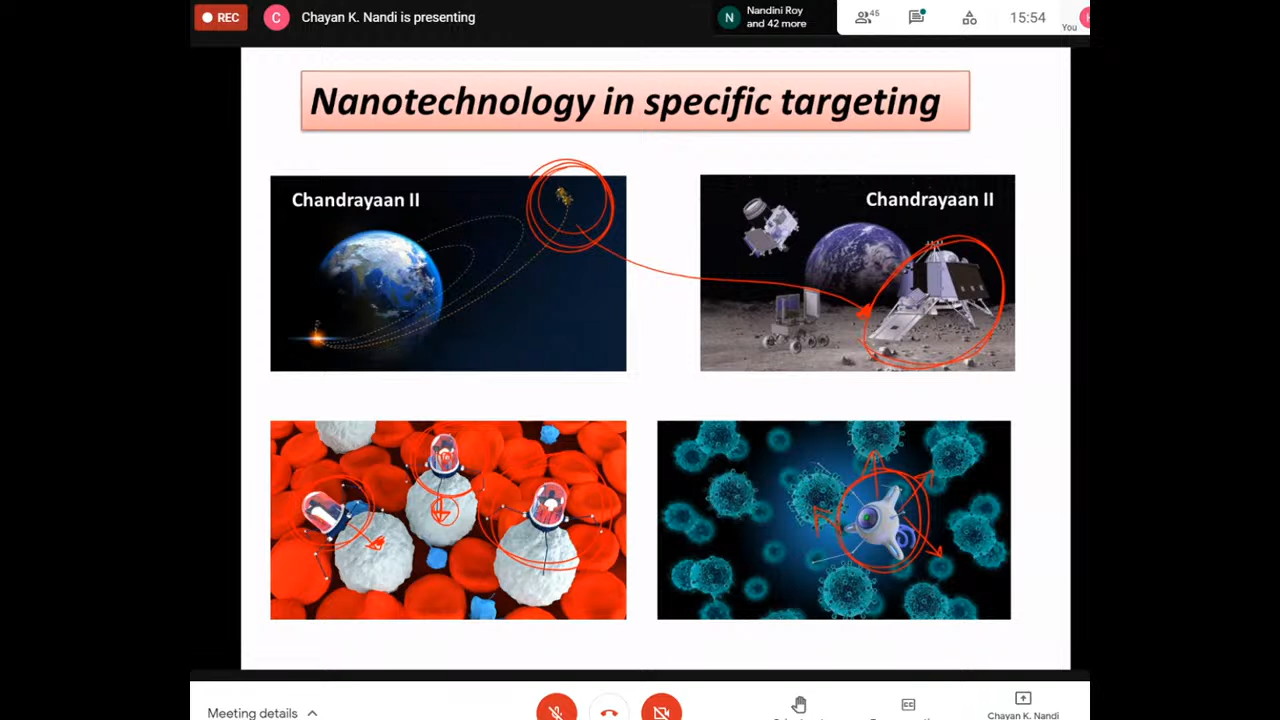 REC
C
Chayan K. Nandi is presenting
N
Nandini Roy
and 42 more
45
15:54
You
Nanotechnology in specific targeting
Chandrayaan II
Chandrayaan II
Meeting details
CC
Chayan K. Nandi